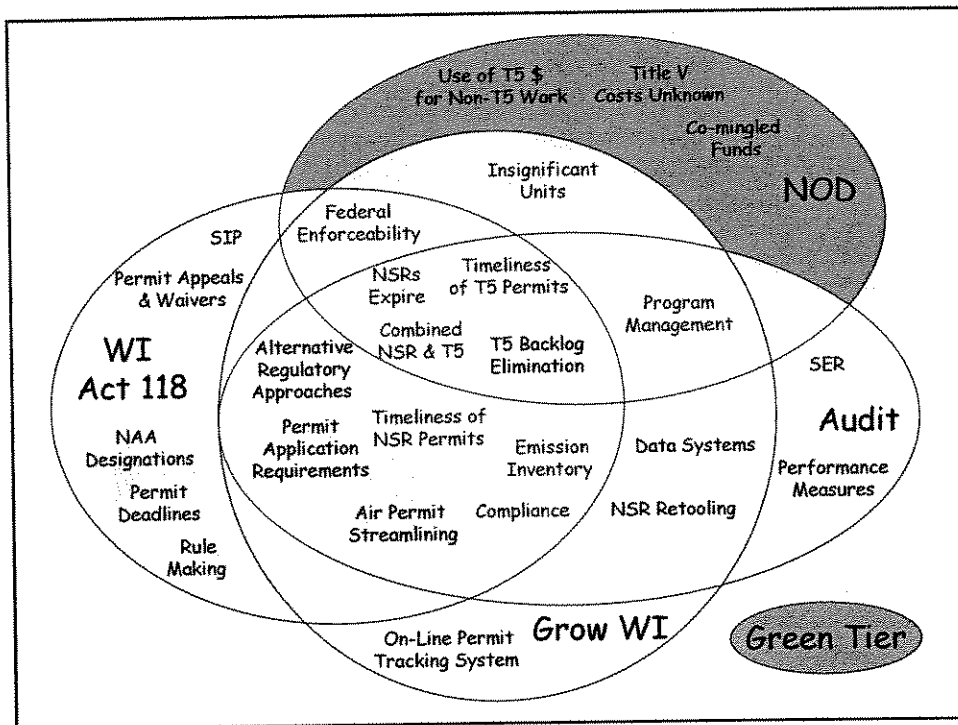 Use of T5 $
for Non-T5 Work
Title V
Costs Unknown
Co-mingled
Funds
NOD
Insignificant
Units
Federal
Enforceability
SIP
Permit Appeals
& Waivers
NSRs
Expire
Timeliness
of T5 Permits
Program
Management
WI
Act 118
Alternative
Regulatory
Approaches
Combined
NSR & T5
T5 Backlog
Elimination
SER
Audit
NAA
Designations
Permit
Application
Requirements
Timeliness of
NSR Permits
Emission
Inventory
Data Systems
Performance
Measures
Permit
Deadlines
Air Permit
Streamlining
Compliance
NSR Retooling
Rule
Making
On-Line Permit
Tracking System
Grow WI
Green Tier